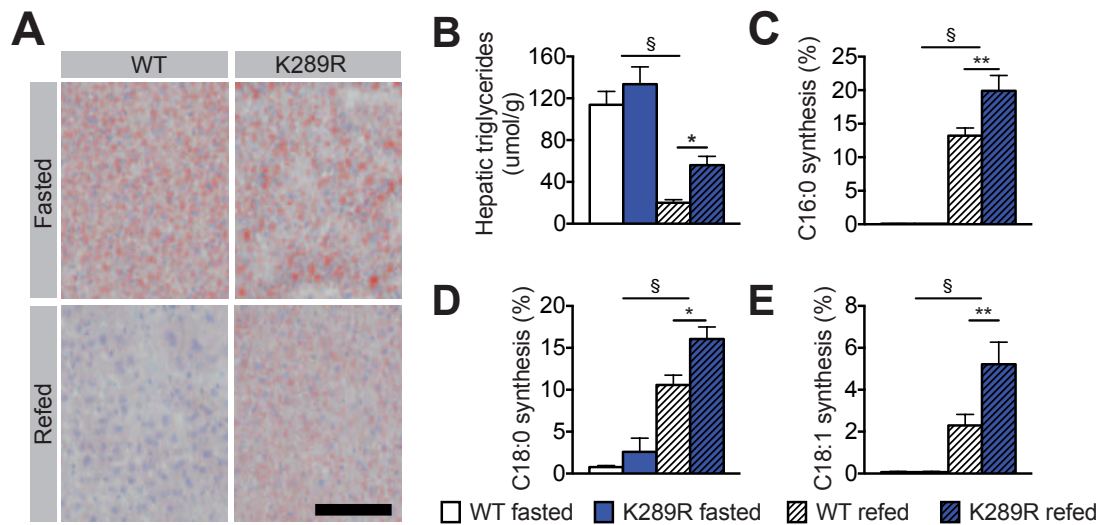 A
WT
K289R
Fasted
Refed
B
Hepatic triglycerides
(umol/g)
160
120
80
40
0
§
*
C
C16:0 synthesis (%)
25
20
15
10
5
0
§
**
D
C18:0 synthesis (%)
20
15
10
5
0
§
*
E
C18:1 synthesis (%)
8
6
4
2
0
§
**
WT fasted
K289R fasted
WT refed
K289R refed